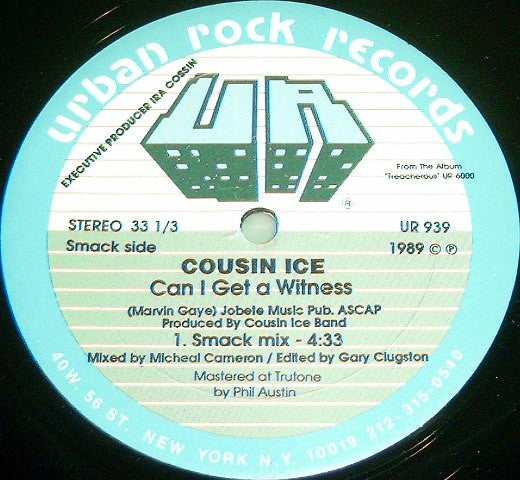 urban rock records
EXECUTIVE PRODUCER IRA COSSIN
UR
®
From The Album
"Treacherous" UR 6000
STEREO 33 1/3
UR 939
Smack side
1989 © ℗
COUSIN ICE
Can I Get a Witness
(Marvin Gaye) Jobete Music Pub. ASCAP
Produced By Cousin Ice Band
1. Smack mix - 4:33
Mixed by Micheal Cameron / Edited by Gary Clugston
Mastered at Trutone
by Phil Austin
40 W. 56 ST. NEW YORK N.Y. 10019 212-315-0540